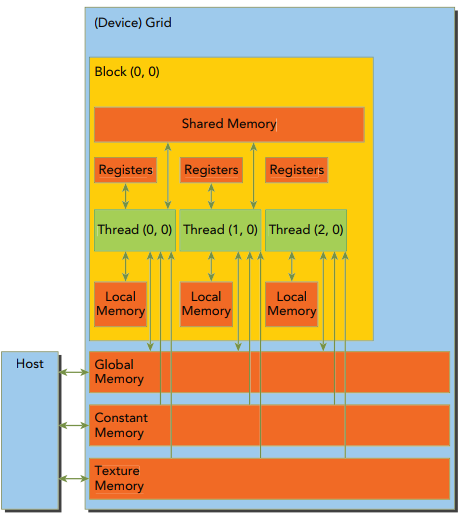 (Device) Grid
Block (0, 0)
Shared Memory
Registers
Registers
Registers
Thread (0, 0)
Thread (1, 0)
Thread (2, 0)
Local
Memory
Local
Memory
Local
Memory
Host
Global
Memory
Constant
Memory
Texture
Memory